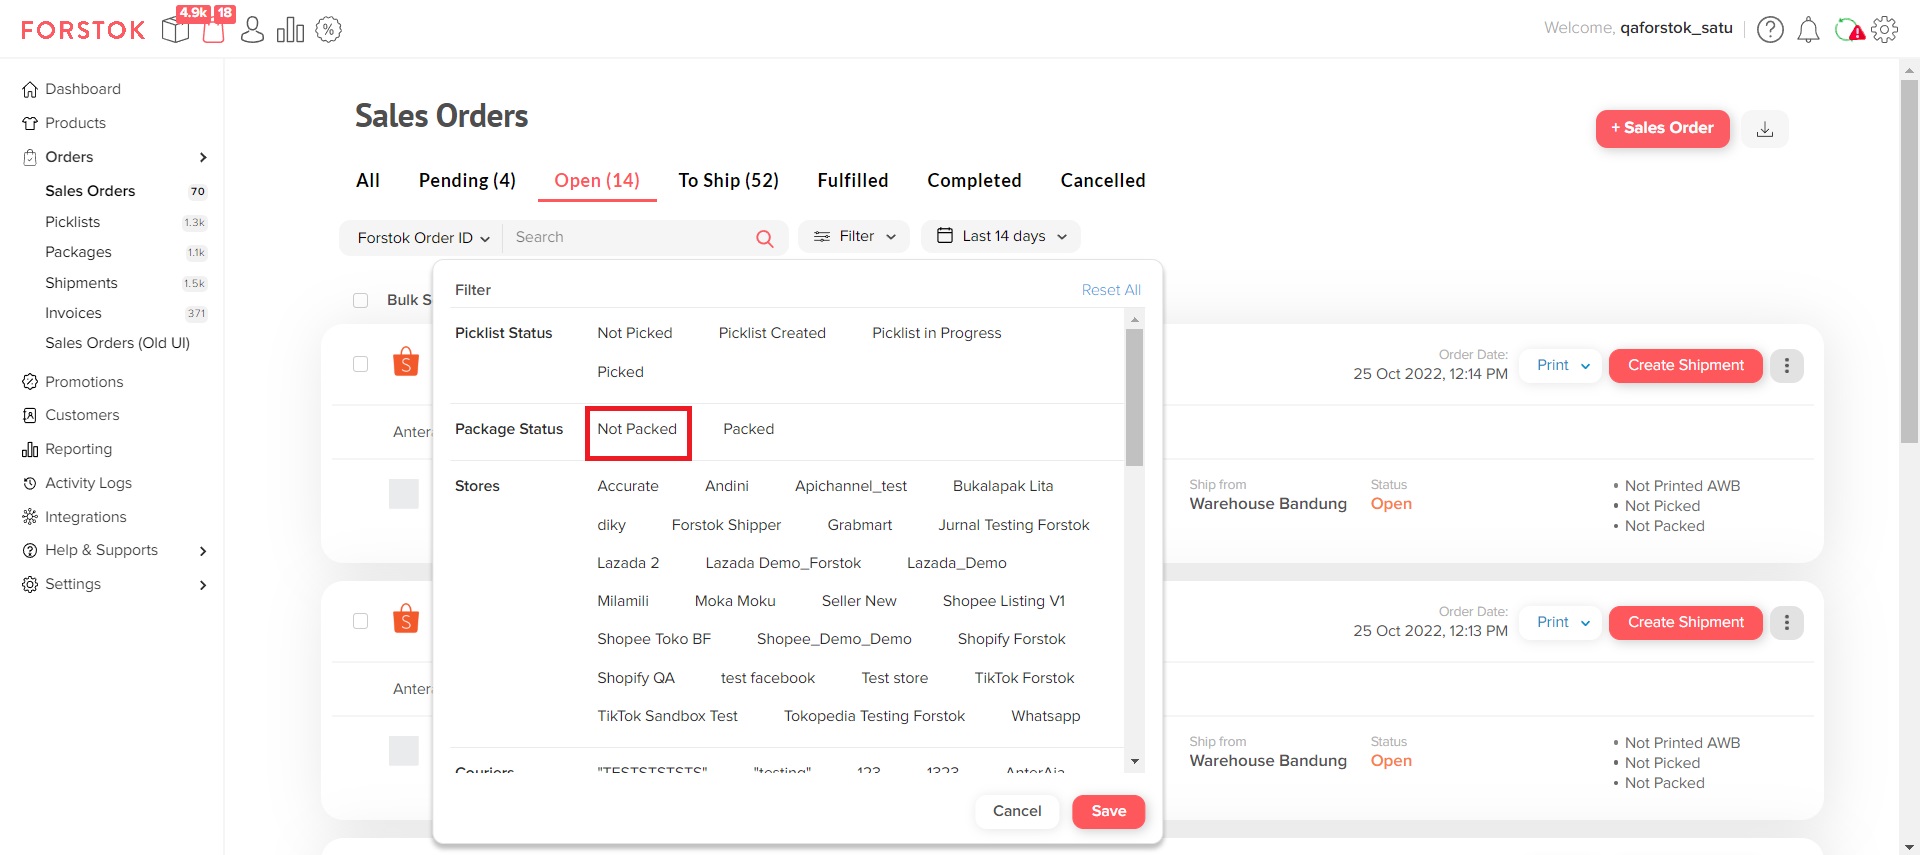 FORSTOK
4.9k
18
Welcome, qaforstok_satu
Dashboard
Products
Orders
Sales Orders 70
Picklists 1.3k
Packages 1.1k
Shipments 1.5k
Invoices 371
Sales Orders (Old UI)
Promotions
Customers
Reporting
Activity Logs
Integrations
Help & Supports
Settings
Sales Orders
+ Sales Order
All Pending (4) Open (14) To Ship (52) Fulfilled Completed Cancelled
Forstok Order ID Search Filter Last 14 days
Bulk S
Filter Reset All
Picklist Status Not Picked Picklist Created Picklist in Progress
Picked
Package Status Not Packed Packed
Stores Accurate Andini Apichannel_test Bukalapak Lita
diky Forstok Shipper Grabmart Jurnal Testing Forstok
Lazada 2 Lazada Demo_Forstok Lazada_Demo
Milamili Moka Moku Seller New Shopee Listing V1
Shopee Toko BF Shopee_Demo_Demo Shopify Forstok
Shopify QA test facebook Test store TikTok Forstok
TikTok Sandbox Test Tokopedia Testing Forstok Whatsapp
Couriers "TESTSTSTSTS" "testing" 123 1323 AnterAja
Cancel Save
Order Date:
25 Oct 2022, 12:14 PM
Print Create Shipment
Anter
Ship from
Warehouse Bandung
Status
Open
• Not Printed AWB
• Not Picked
• Not Packed
Order Date:
25 Oct 2022, 12:13 PM
Print Create Shipment
Anter
Ship from
Warehouse Bandung
Status
Open
• Not Printed AWB
• Not Picked
• Not Packed